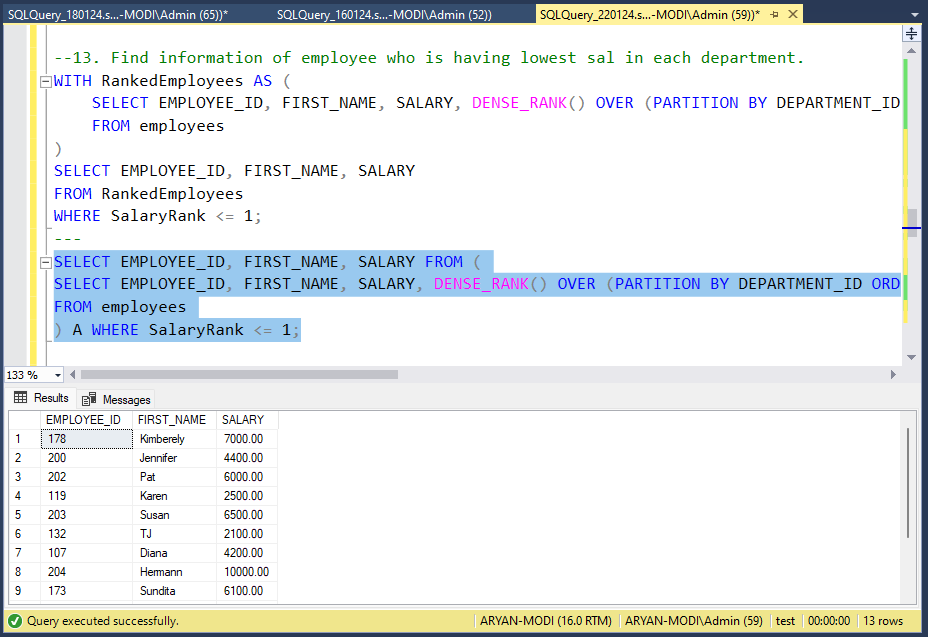 SQLQuery_180124.s...-MODI\Admin (65))* SQLQuery_160124.s...-MODI\Admin (52)) SQLQuery_220124.s...-MODI\Admin (59))*
--13. Find information of employee who is having lowest sal in each department.
WITH RankedEmployees AS (
SELECT EMPLOYEE_ID, FIRST_NAME, SALARY, DENSE_RANK() OVER (PARTITION BY DEPARTMENT_ID
FROM employees
)
SELECT EMPLOYEE_ID, FIRST_NAME, SALARY
FROM RankedEmployees
WHERE SalaryRank <= 1;
---
SELECT EMPLOYEE_ID, FIRST_NAME, SALARY FROM (
SELECT EMPLOYEE_ID, FIRST_NAME, SALARY, DENSE_RANK() OVER (PARTITION BY DEPARTMENT_ID ORD
FROM employees
) A WHERE SalaryRank <= 1;
133 %
Results Messages
EMPLOYEE_ID FIRST_NAME SALARY
1 178 Kimberely 7000.00
2 200 Jennifer 4400.00
3 202 Pat 6000.00
4 119 Karen 2500.00
5 203 Susan 6500.00
6 132 TJ 2100.00
7 107 Diana 4200.00
8 204 Hermann 10000.00
9 173 Sundita 6100.00
Query executed successfully. ARYAN-MODI (16.0 RTM) ARYAN-MODI\Admin (59) test 00:00:00 13 rows